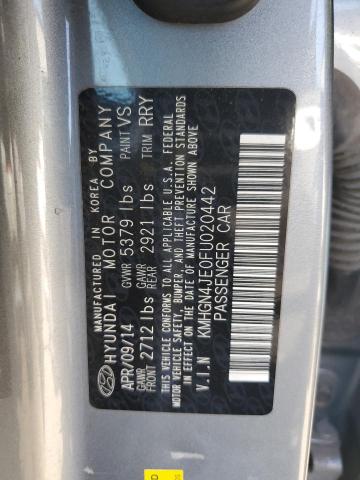 MANUFACTURED IN KOREA BY
HYUNDAI MOTOR COMPANY
APR/09/14 GVWR 5379 lbs PAINT VS
GAWR FRONT 2712 lbs GAWR REAR 2921 lbs TRIM RRY
THIS VEHICLE CONFORMS TO ALL APPLICABLE U.S.A. FEDERAL
MOTOR VEHICLE SAFETY, BUMPER, AND THEFT PREVENTION STANDARDS
IN EFFECT ON THE DATE OF MANUFACTURE SHOWN ABOVE
V.I.N KMHGN4JE0FU020442
PASSENGER CAR